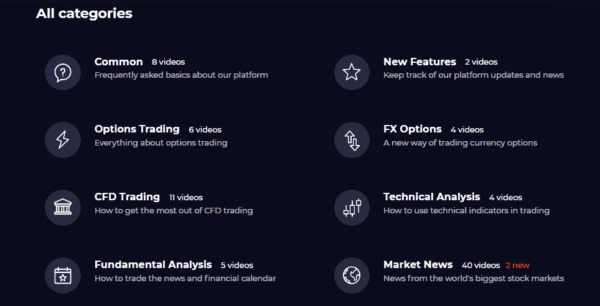 All categories
Common 8 videos
Frequently asked basics about our platform
New Features 2 videos
Keep track of our platform updates and news
Options Trading 6 videos
Everything about options trading
FX Options 4 videos
A new way of trading currency options
CFD Trading 11 videos
How to get the most out of CFD trading
Technical Analysis 4 videos
How to use technical indicators in trading
Fundamental Analysis 5 videos
How to trade the news and financial calendar
Market News 40 videos 2 new
News from the world's biggest stock markets